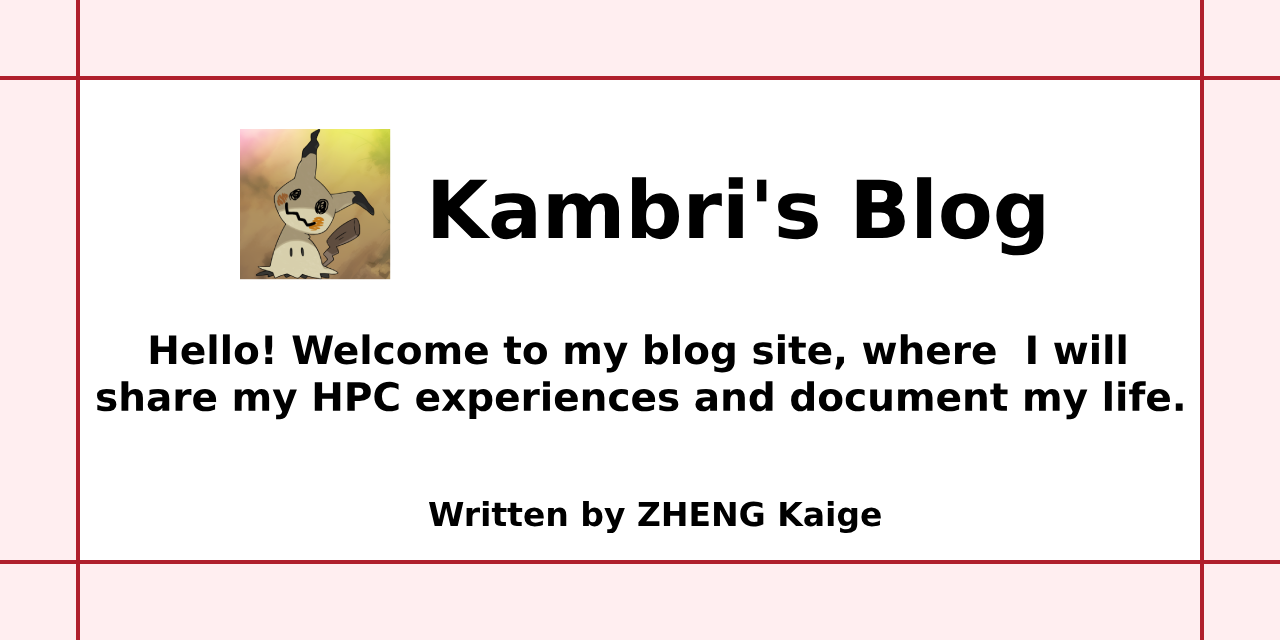 Kambri's Blog
Hello! Welcome to my blog site, where  I will
share my HPC experiences and document my life.
Written by ZHENG Kaige